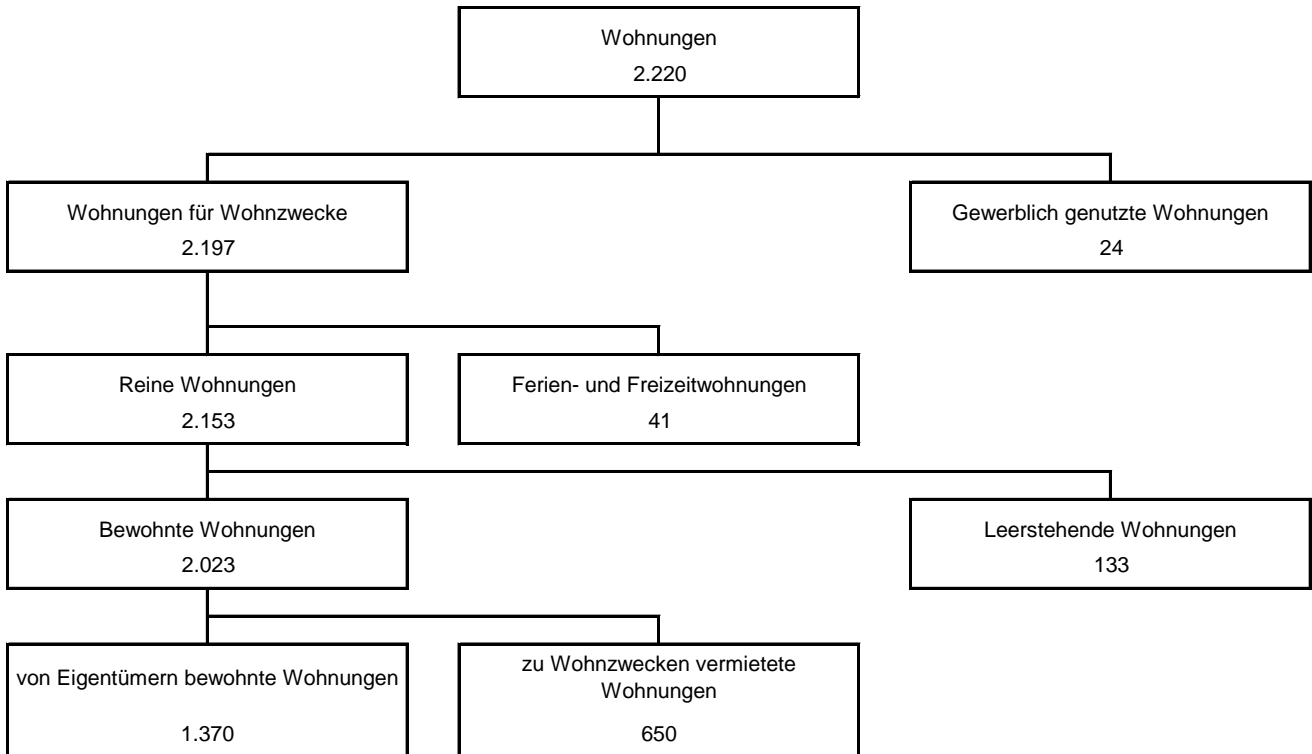 Wohnungen
2.220
Wohnungen für Wohnzwecke
2.197
Gewerblich genutzte Wohnungen
24
Reine Wohnungen
2.153
Ferien- und Freizeitwohnungen
41
Bewohnte Wohnungen
2.023
Leerstehende Wohnungen
133
von Eigentümern bewohnte Wohnungen
1.370
zu Wohnzwecken vermietete
Wohnungen
650